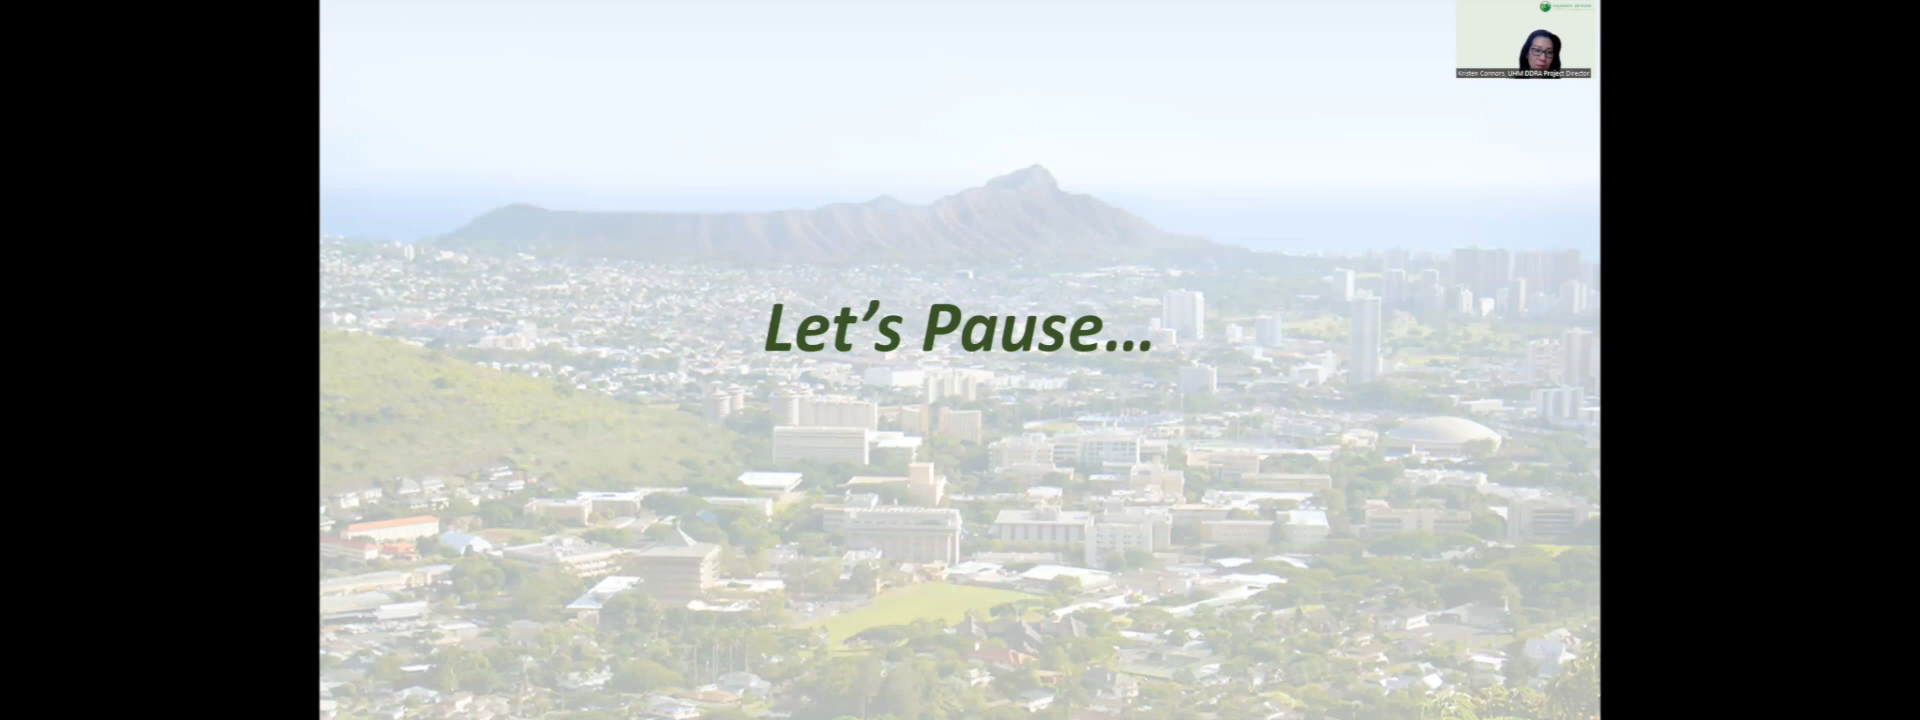 Kristen Connors, UHM DDRA Project Director
Let's Pause...